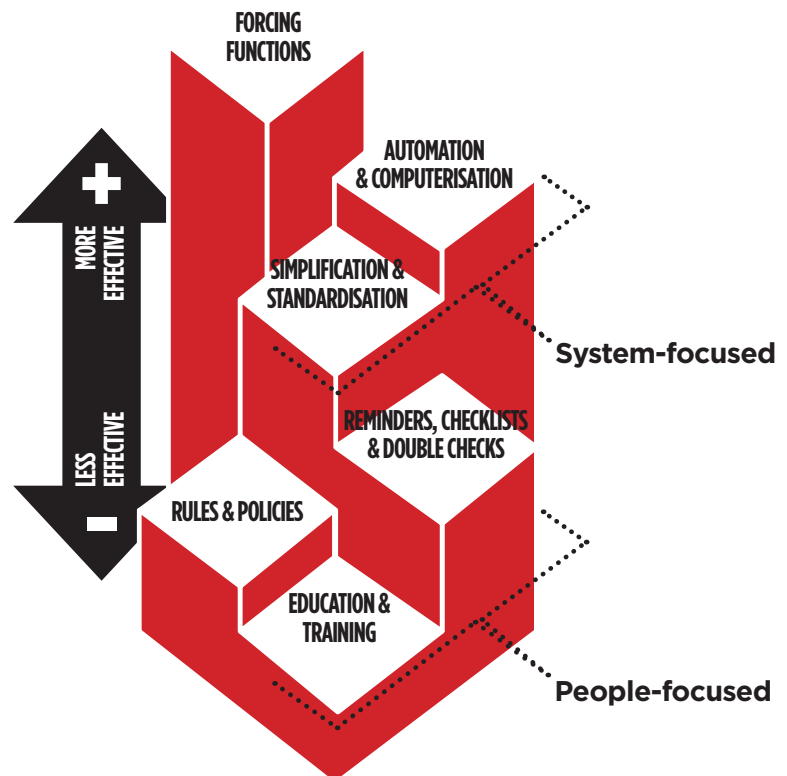 FORCING
FUNCTIONS
AUTOMATION
& COMPUTERISATION
+
MORE
EFFECTIVE
SIMPLIFICATION &
STANDARDISATION
System-focused
REMINDERS, CHECKLISTS
& DOUBLE CHECKS
LESS
EFFECTIVE
-
RULES & POLICIES
EDUCATION &
TRAINING
People-focused